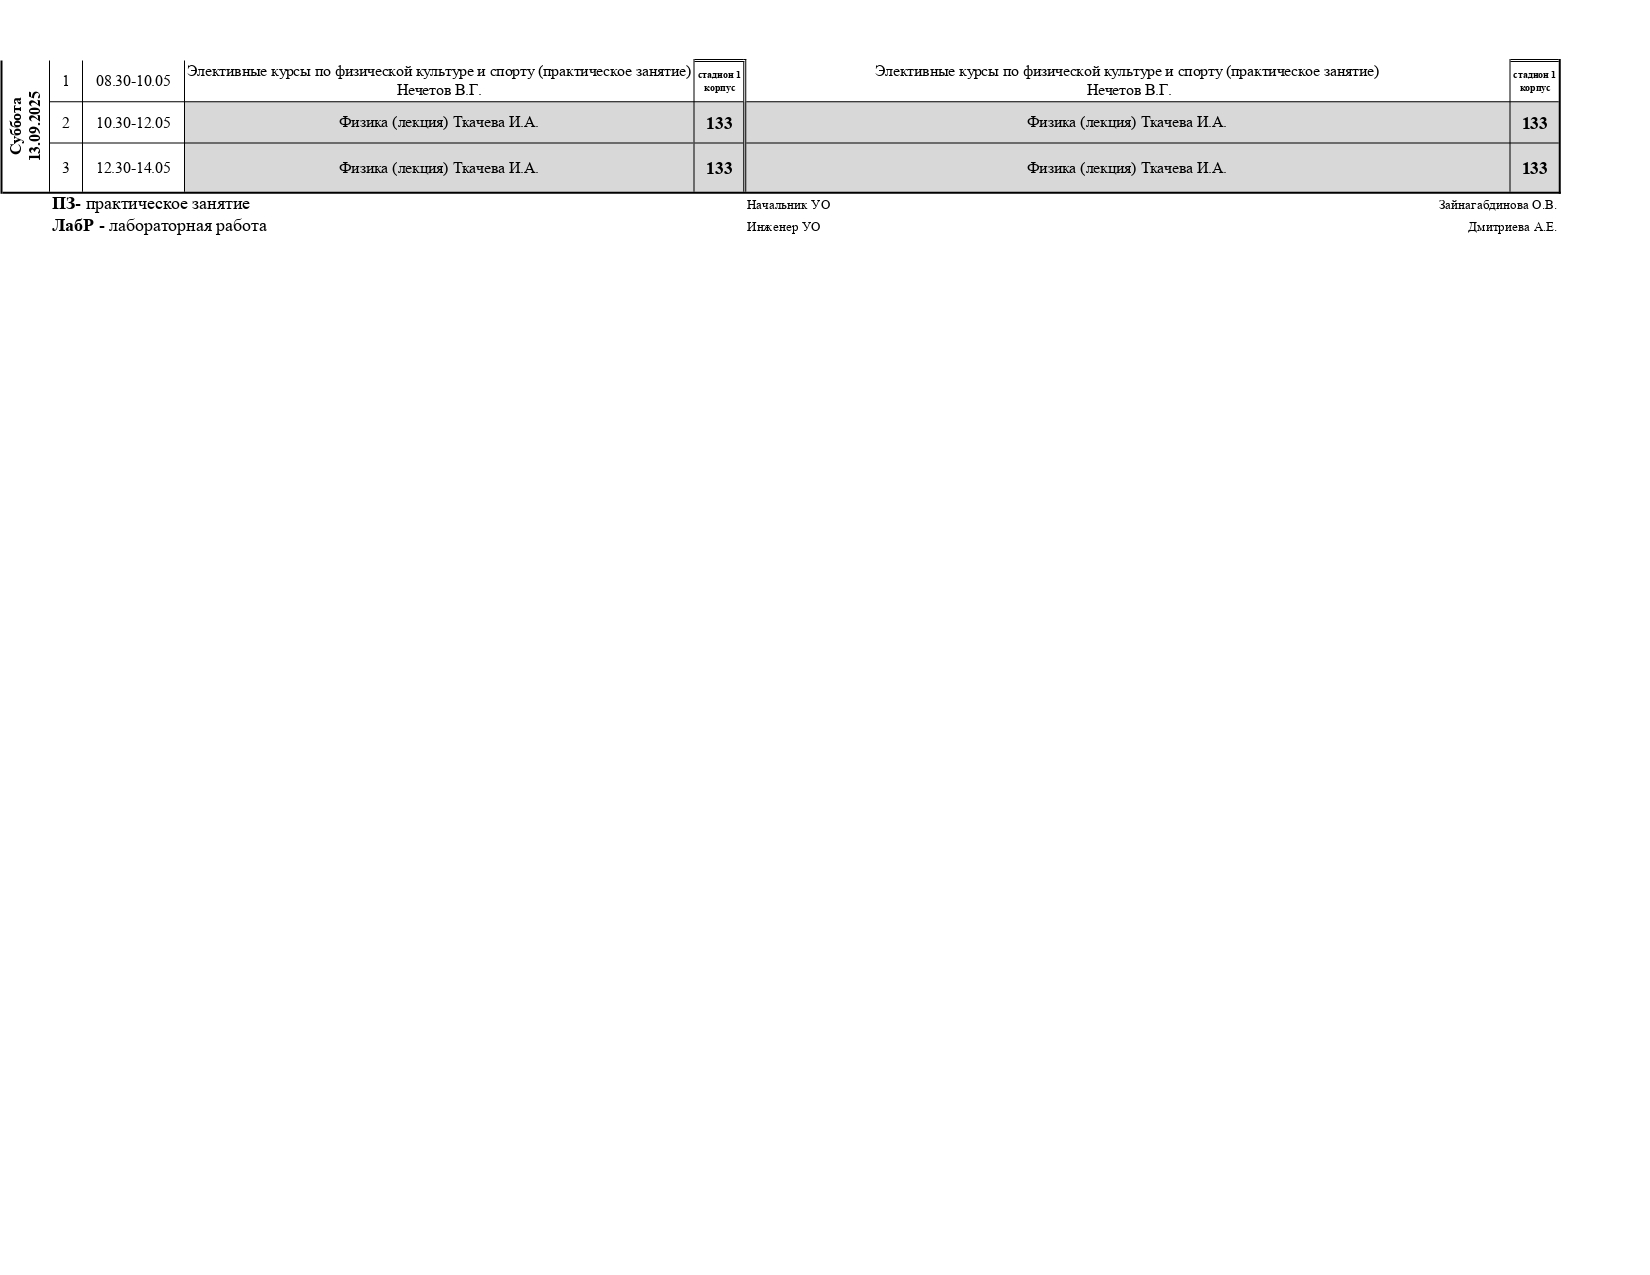 Суббота
13.09.2025
1
08.30-10.05
Элективные курсы по физической культуре и спорту (практическое занятие)
Нечетов В.Г.
стадион 1
корпус
Элективные курсы по физической культуре и спорту (практическое занятие)
Нечетов В.Г.
стадион 1
корпус
2
10.30-12.05
Физика (лекция) Ткачева И.А.
133
Физика (лекция) Ткачева И.А.
133
3
12.30-14.05
Физика (лекция) Ткачева И.А.
133
Физика (лекция) Ткачева И.А.
133
ПЗ- практическое занятие
Начальник УО
Зайнагабдинова О.В.
ЛабР - лабораторная работа
Инженер УО
Дмитриева А.Е.